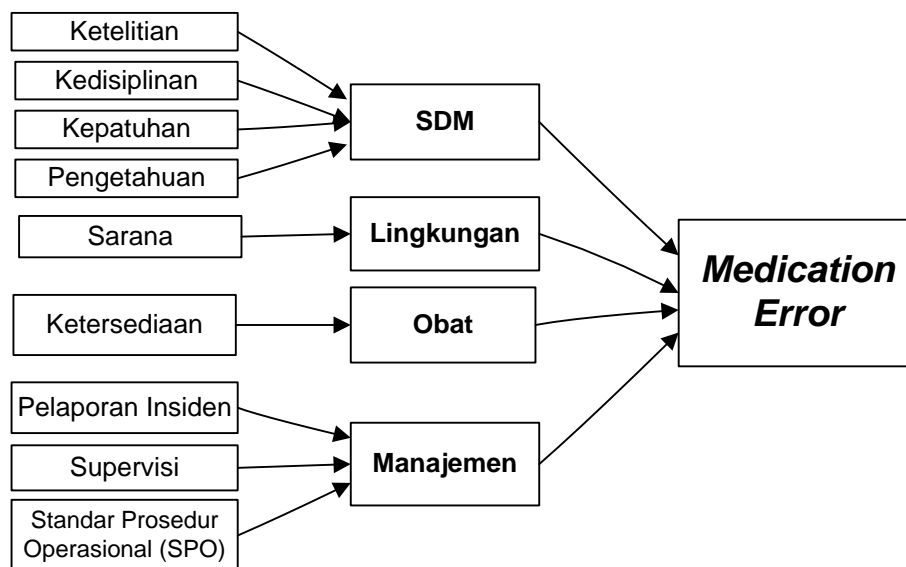 Ketelitian
Kedisiplinan
Kepatuhan
Pengetahuan
Sarana
Ketersediaan
Pelaporan Insiden
Supervisi
Standar Prosedur
Operasional (SPO)
SDM
Lingkungan
Obat
Manajemen
Medication
Error